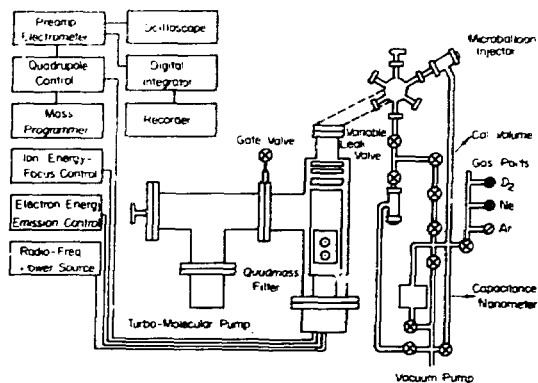 Preamp
Electrometer
Oscilloscope
Quadrupole
Control
Digital
Integrator
Mass
Programmer
Recorder
Ion Energy-
Focus Control
Electron Energy
Emission Control
Radio-Freq
Power Source
Gate Valve
Variable
Leak
Valve
Quadmass
Filter
Turbo-Molecular Pump
Microballoon
Injector
Cal Volume
Gas Ports
D2
Ne
Ar
Capacitance
Manometer
Vacuum Pump